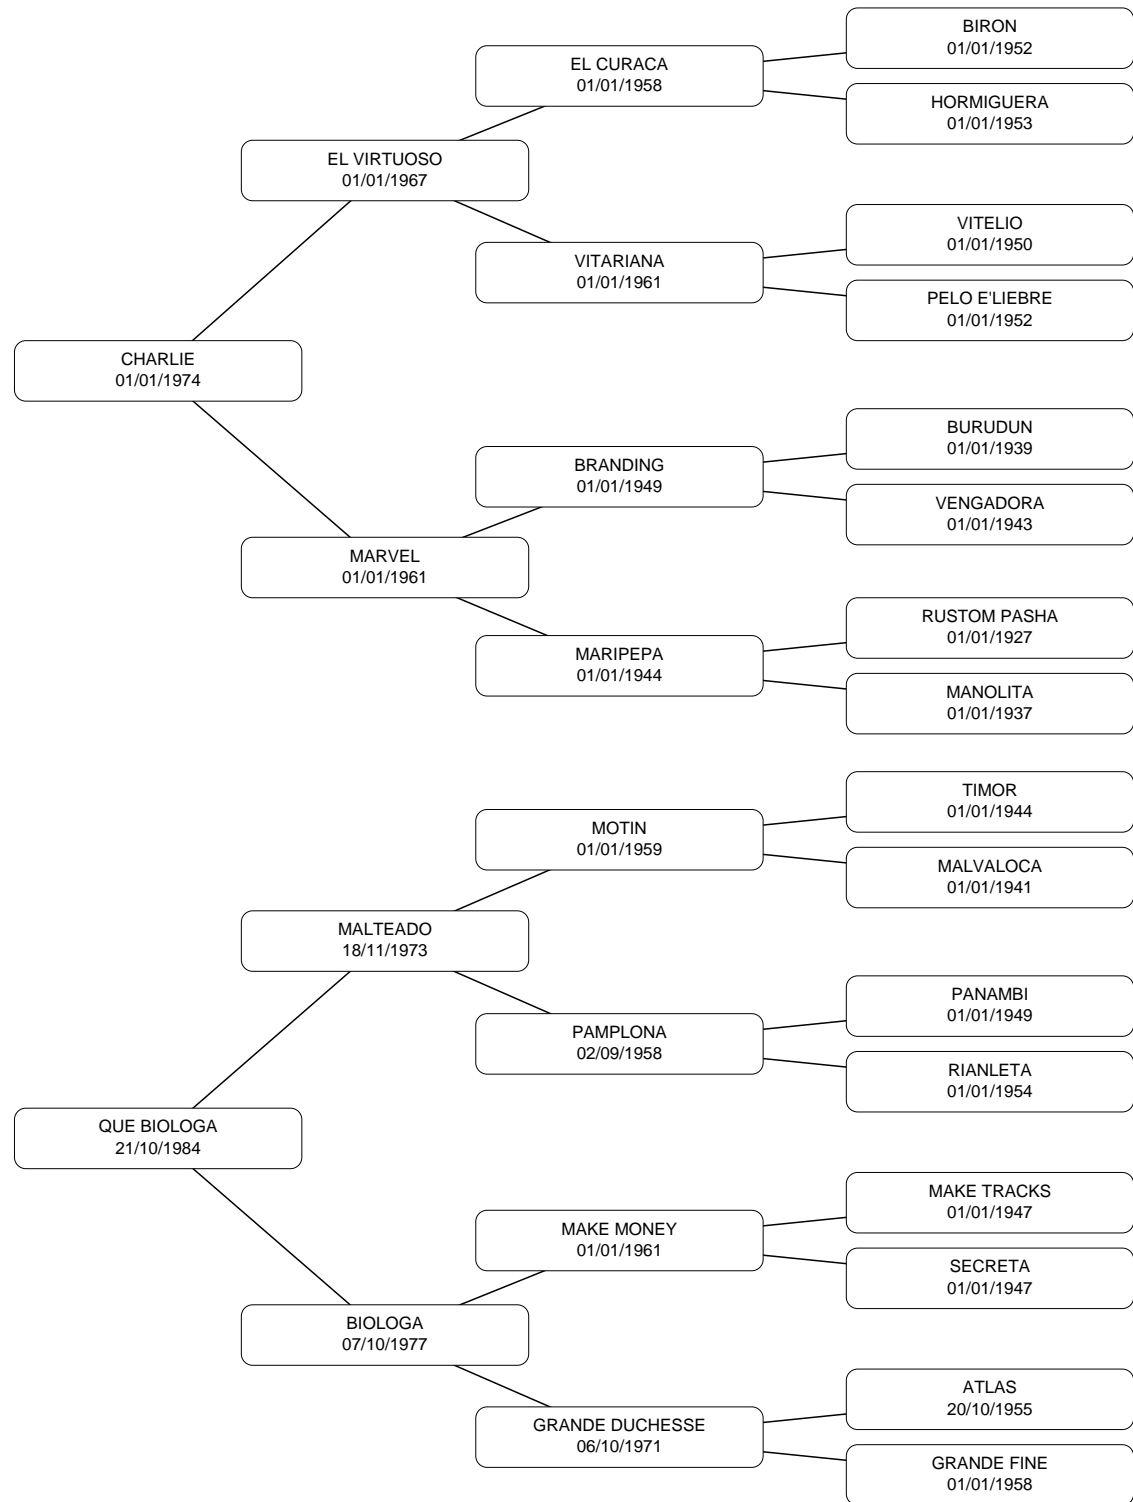 BIRON
01/01/1952
EL CURACA
01/01/1958
HORMIGUERA
01/01/1953
EL VIRTUOSO
01/01/1967
VITELIO
01/01/1950
VITARIANA
01/01/1961
PELO E'LIEBRE
01/01/1952
CHARLIE
01/01/1974
BURUDUN
01/01/1939
BRANDING
01/01/1949
VENGADORA
01/01/1943
MARVEL
01/01/1961
RUSTOM PASHA
01/01/1927
MARIPEPA
01/01/1944
MANOLITA
01/01/1937
TIMOR
01/01/1944
MOTIN
01/01/1959
MALVALOCA
01/01/1941
MALTEADO
18/11/1973
PANAMBI
01/01/1949
PAMPLONA
02/09/1958
RIANLETA
01/01/1954
QUE BIOLOGA
21/10/1984
MAKE TRACKS
01/01/1947
MAKE MONEY
01/01/1961
SECRETA
01/01/1947
BIOLOGA
07/10/1977
ATLAS
20/10/1955
GRANDE DUCHESSE
06/10/1971
GRANDE FINE
01/01/1958